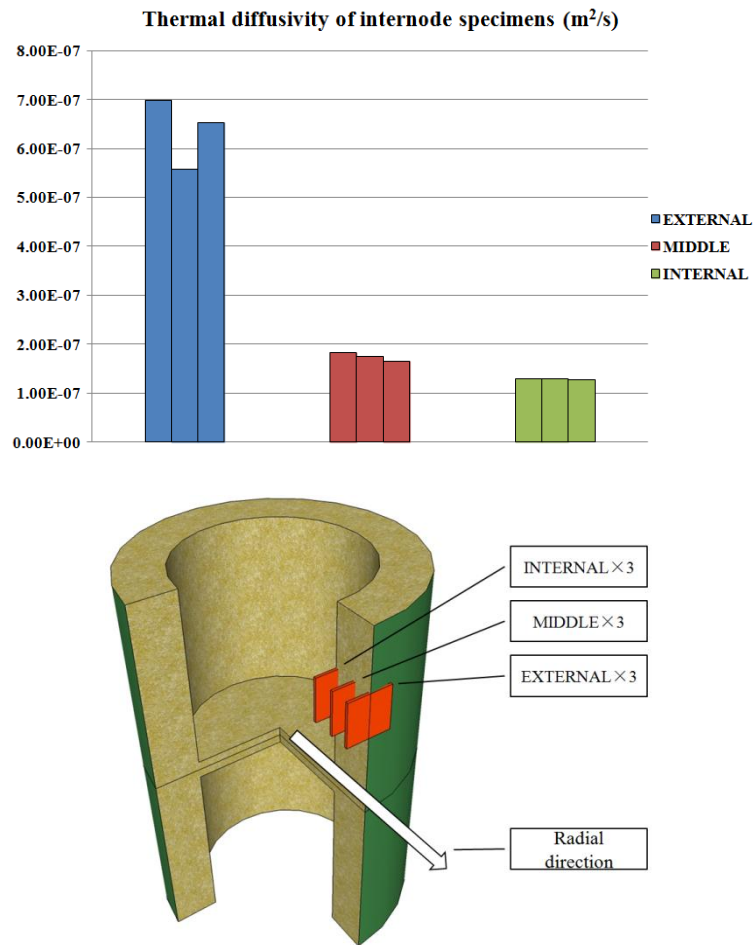 Thermal diffusivity of internode specimens (m²/s)
8.00E-07
7.00E-07
6.00E-07
5.00E-07
4.00E-07
3.00E-07
2.00E-07
1.00E-07
0.00E+00
EXTERNAL
MIDDLE
INTERNAL
INTERNAL×3
MIDDLE×3
EXTERNAL×3
Radial
direction